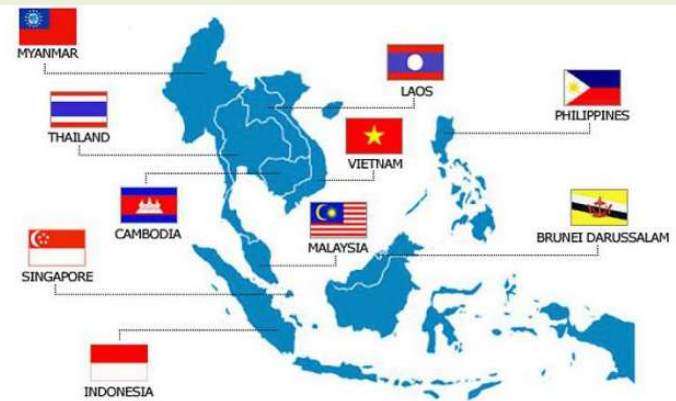 MYANMAR
LAOS
PHILIPPINES
THAILAND
VIETNAM
CAMBODIA
MALAYSIA
BRUNEI DARUSSALAM
SINGAPORE
INDONESIA